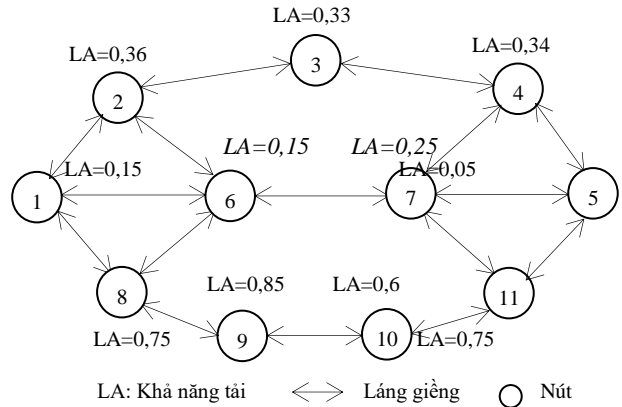 LA=0,33
LA=0,36
LA=0,34
3
2
4
LA=0,15
LA=0,25
LA=0,15
LA=0,05
1
6
7
5
8
LA=0,85
LA=0,6
11
9
10
LA=0,75
LA=0,75
LA: Khả năng tải
Láng giềng
Nút